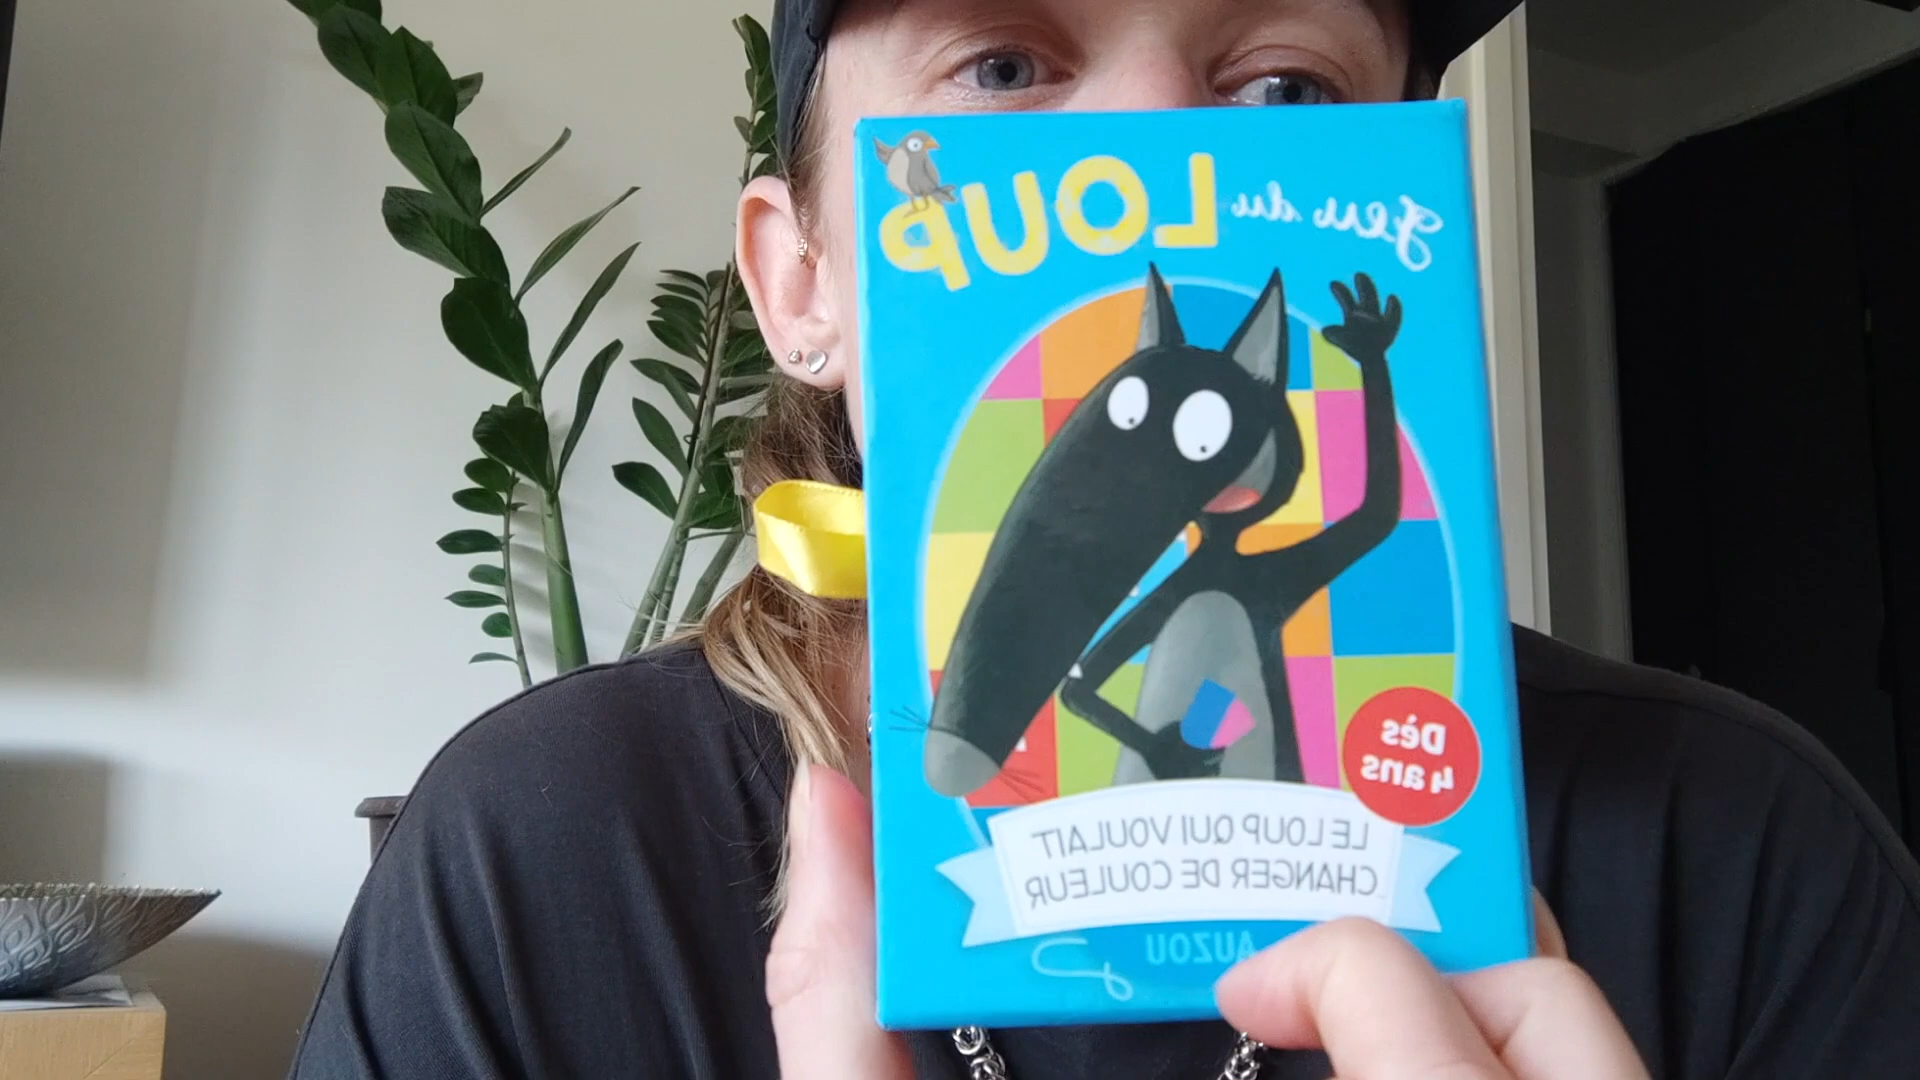 Jeu du LOUP
Dès
4 ans
LE LOUP QUI VOULAIT
CHANGER DE COULEUR
AUZOU